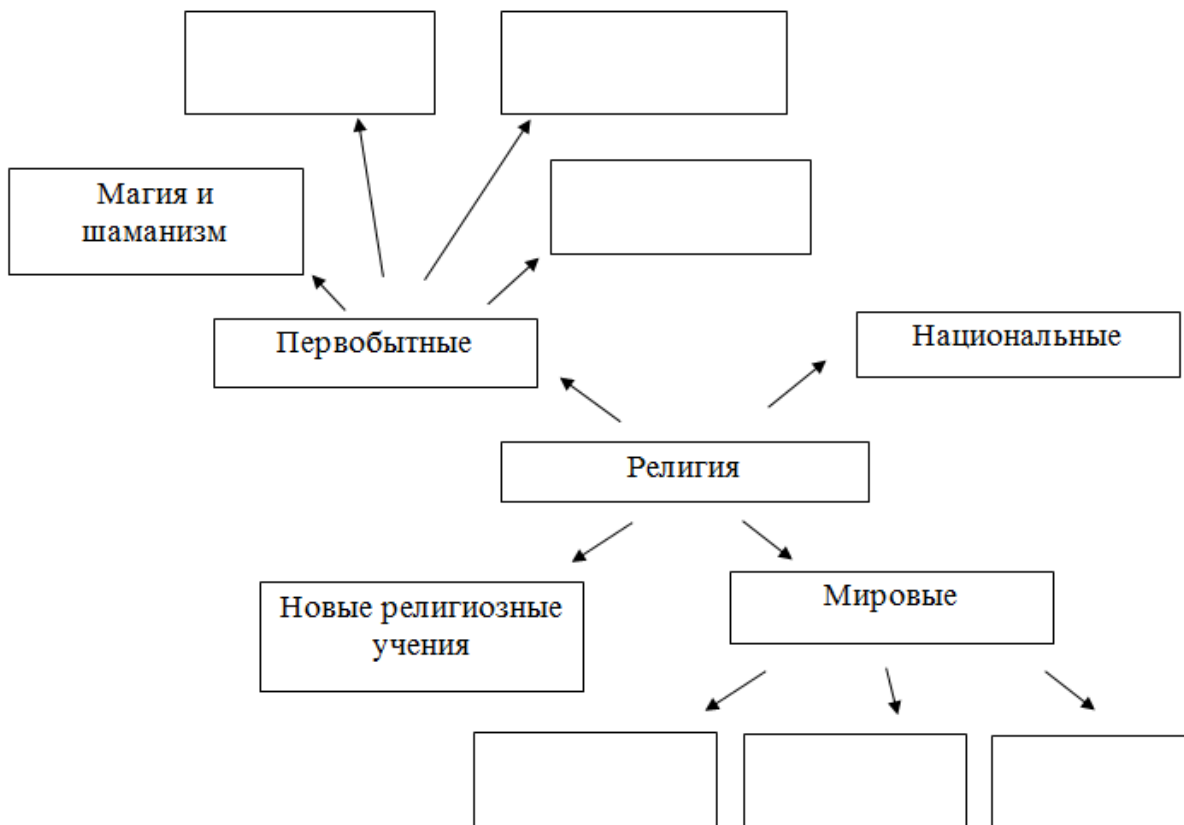 Магия и
шаманизм
Первобытные
Национальные
Религия
Новые религиозные
учения
Мировые